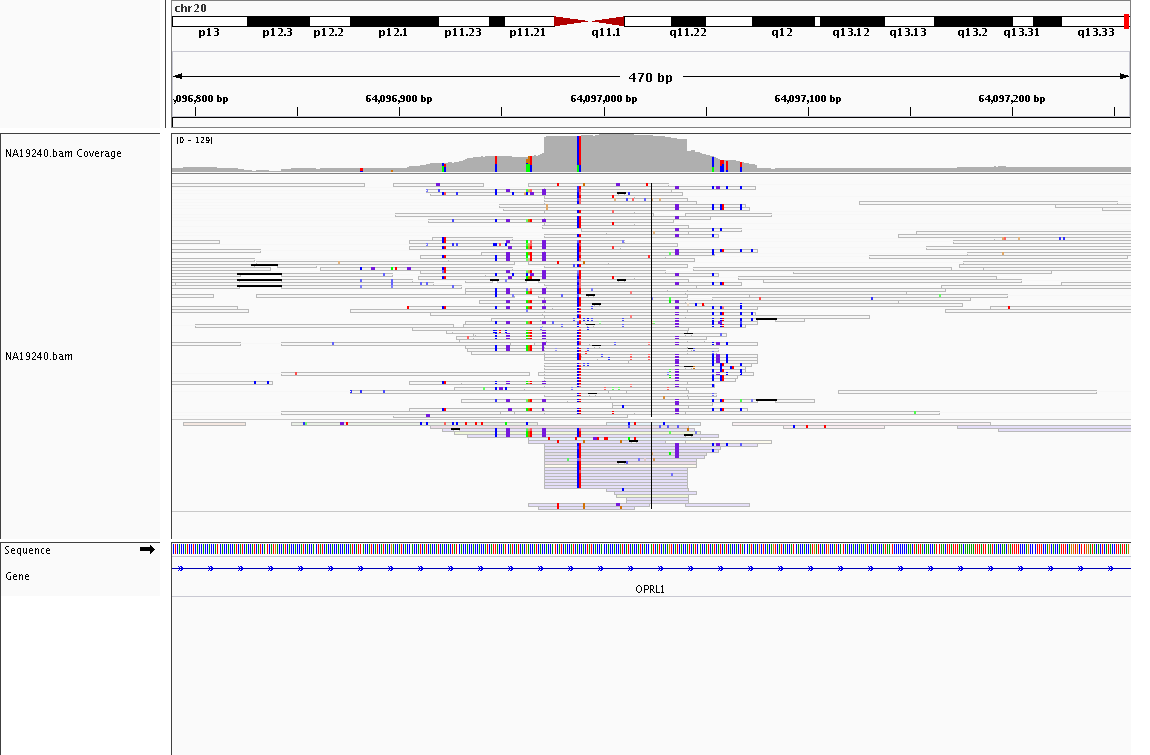 chr20
p13 p12.3 p12.2 p12.1 p11.23 p11.21 q11.1 q11.22 q12 q13.12 q13.13 q13.2 q13.31 q13.33
470 bp
,096,800 bp 64,096,900 bp 64,097,000 bp 64,097,100 bp 64,097,200 bp
[0 - 129]
NA19240.bam Coverage
NA19240.bam
Sequence
Gene
OPRL1